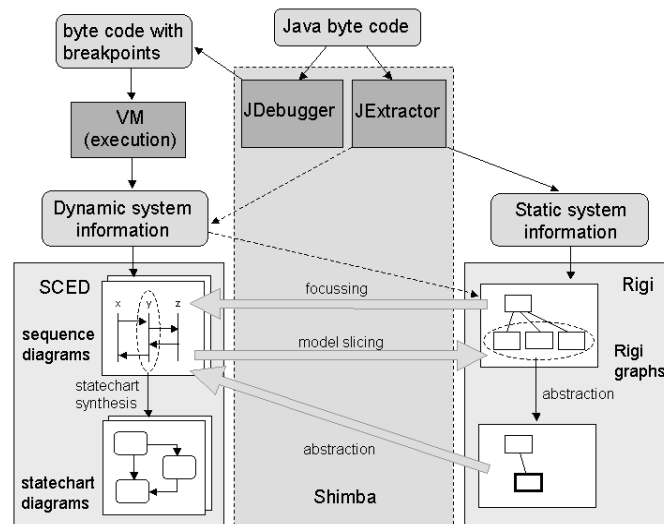 byte code with
breakpoints
Java byte code
VM
(execution)
JDebugger
JExtractor
Dynamic system
information
Static system
information
SCED
x y z
sequence
diagrams
focussing
Rigi
model slicing
Rigi
graphs
statechart
synthesis
abstraction
abstraction
statechart
diagrams
Shimba